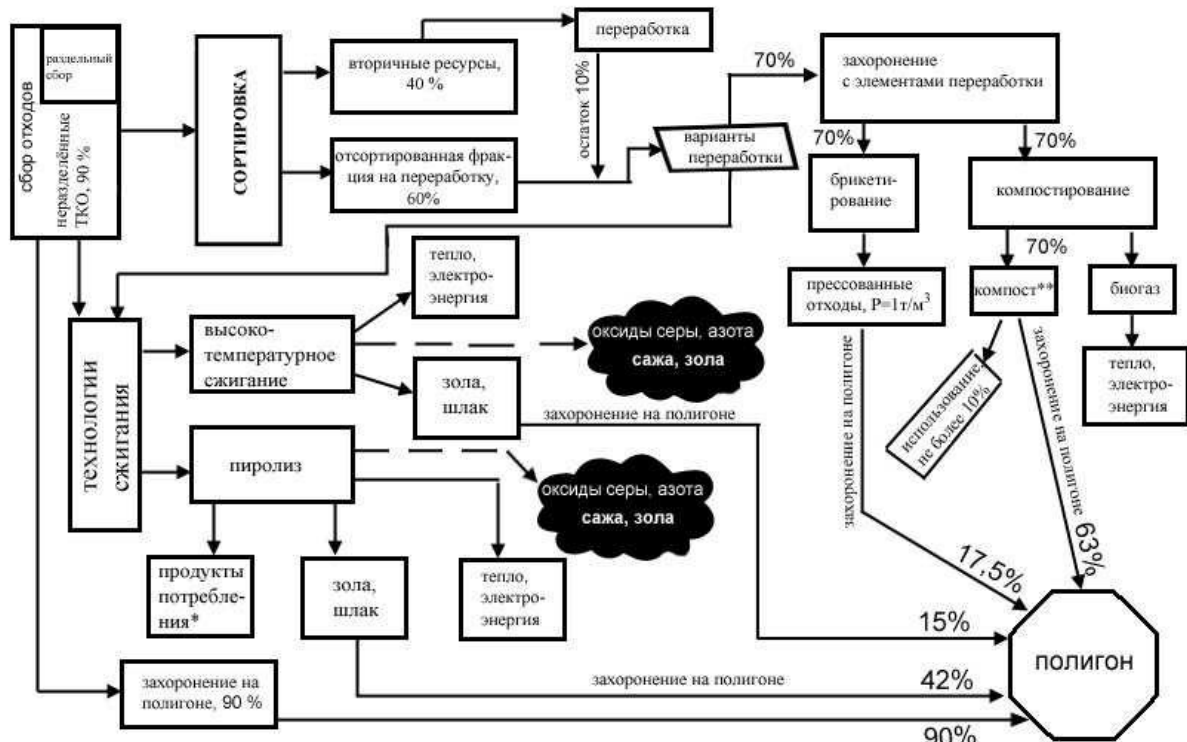 сбор отходов
раздельный
сбор
неразделённые
ТКО, 90 %
СОРТИРОВКА
вторичные ресурсы,
40 %
отсортированная фрак-
ция на переработку,
60%
переработка
остаток 10%
варианты
переработки
70%
захоронение
с элементами переработки
70%
70%
брикети-
рование
компостирование
70%
прессованные
отходы, P=1т/м³
компост**
биогаз
использование,
не более 10%
тепло,
электро-
энергия
захоронение на полигоне
захоронение на полигоне
17,5%
63%
технологии
сжигания
высоко-
температурное
сжигание
тепло,
электро-
энергия
оксиды серы, азота
сажа, зола
зола,
шлак
захоронение на полигоне
15%
пиролиз
оксиды серы, азота
сажа, зола
продукты
потребле-
ния*
зола,
шлак
тепло,
электро-
энергия
захоронение на полигоне
42%
захоронение на
полигоне, 90 %
90%
ПОЛИГОН